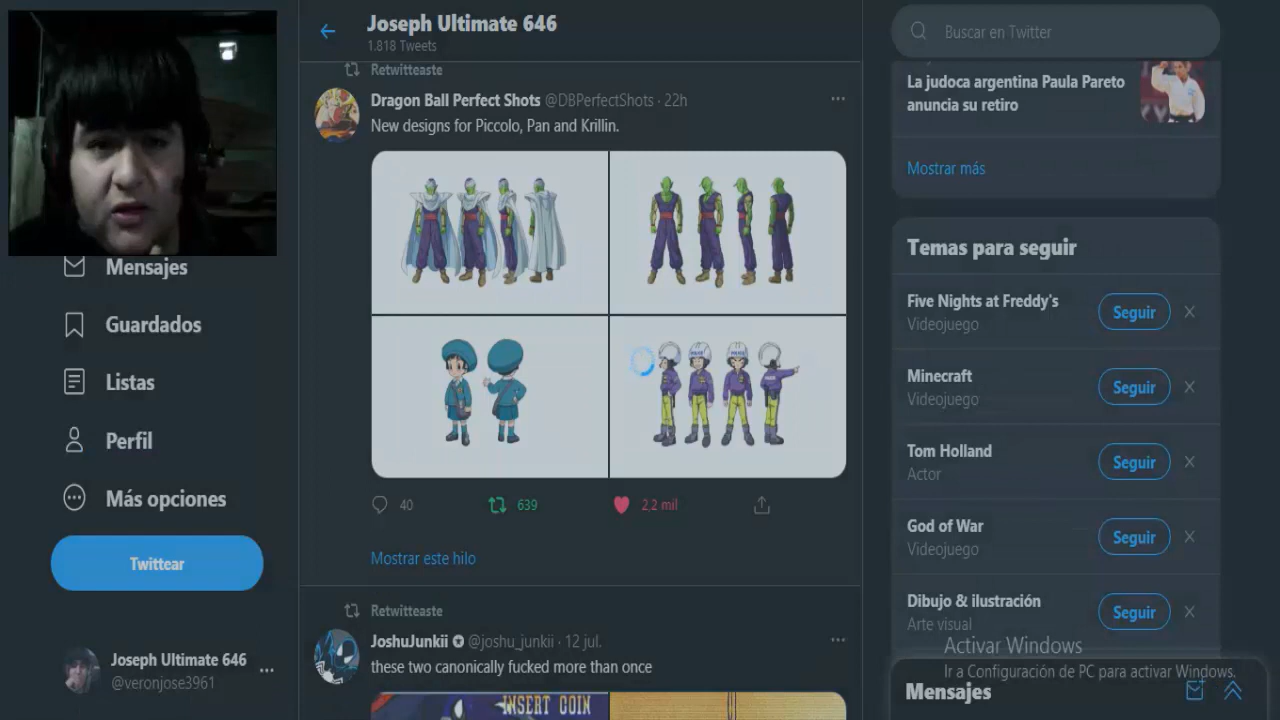 Joseph Ultimate 646
1.818 Tweets
Retwitteaste
Dragon Ball Perfect Shots @DBPerfectShots · 22h
New designs for Piccolo, Pan and Krillin.
POLICE
40
639
2,2 mil
Mostrar este hilo
Retwitteaste
JoshuJunkii @joshu_junkii · 12 jul.
these two canonically fucked more than once
INSERT COIN
Mensajes
Guardados
Listas
Perfil
Más opciones
Twittear
Joseph Ultimate 646
@veronjose3961
Buscar en Twitter
La judoca argentina Paula Pareto
anuncia su retiro
Mostrar más
Temas para seguir
Five Nights at Freddy's
Videojuego
Seguir
Minecraft
Videojuego
Seguir
Tom Holland
Actor
Seguir
God of War
Videojuego
Seguir
Dibujo & ilustración
Arte visual
Seguir
Activar Windows
Ir a Configuración de PC para activar Windows.
Mensajes